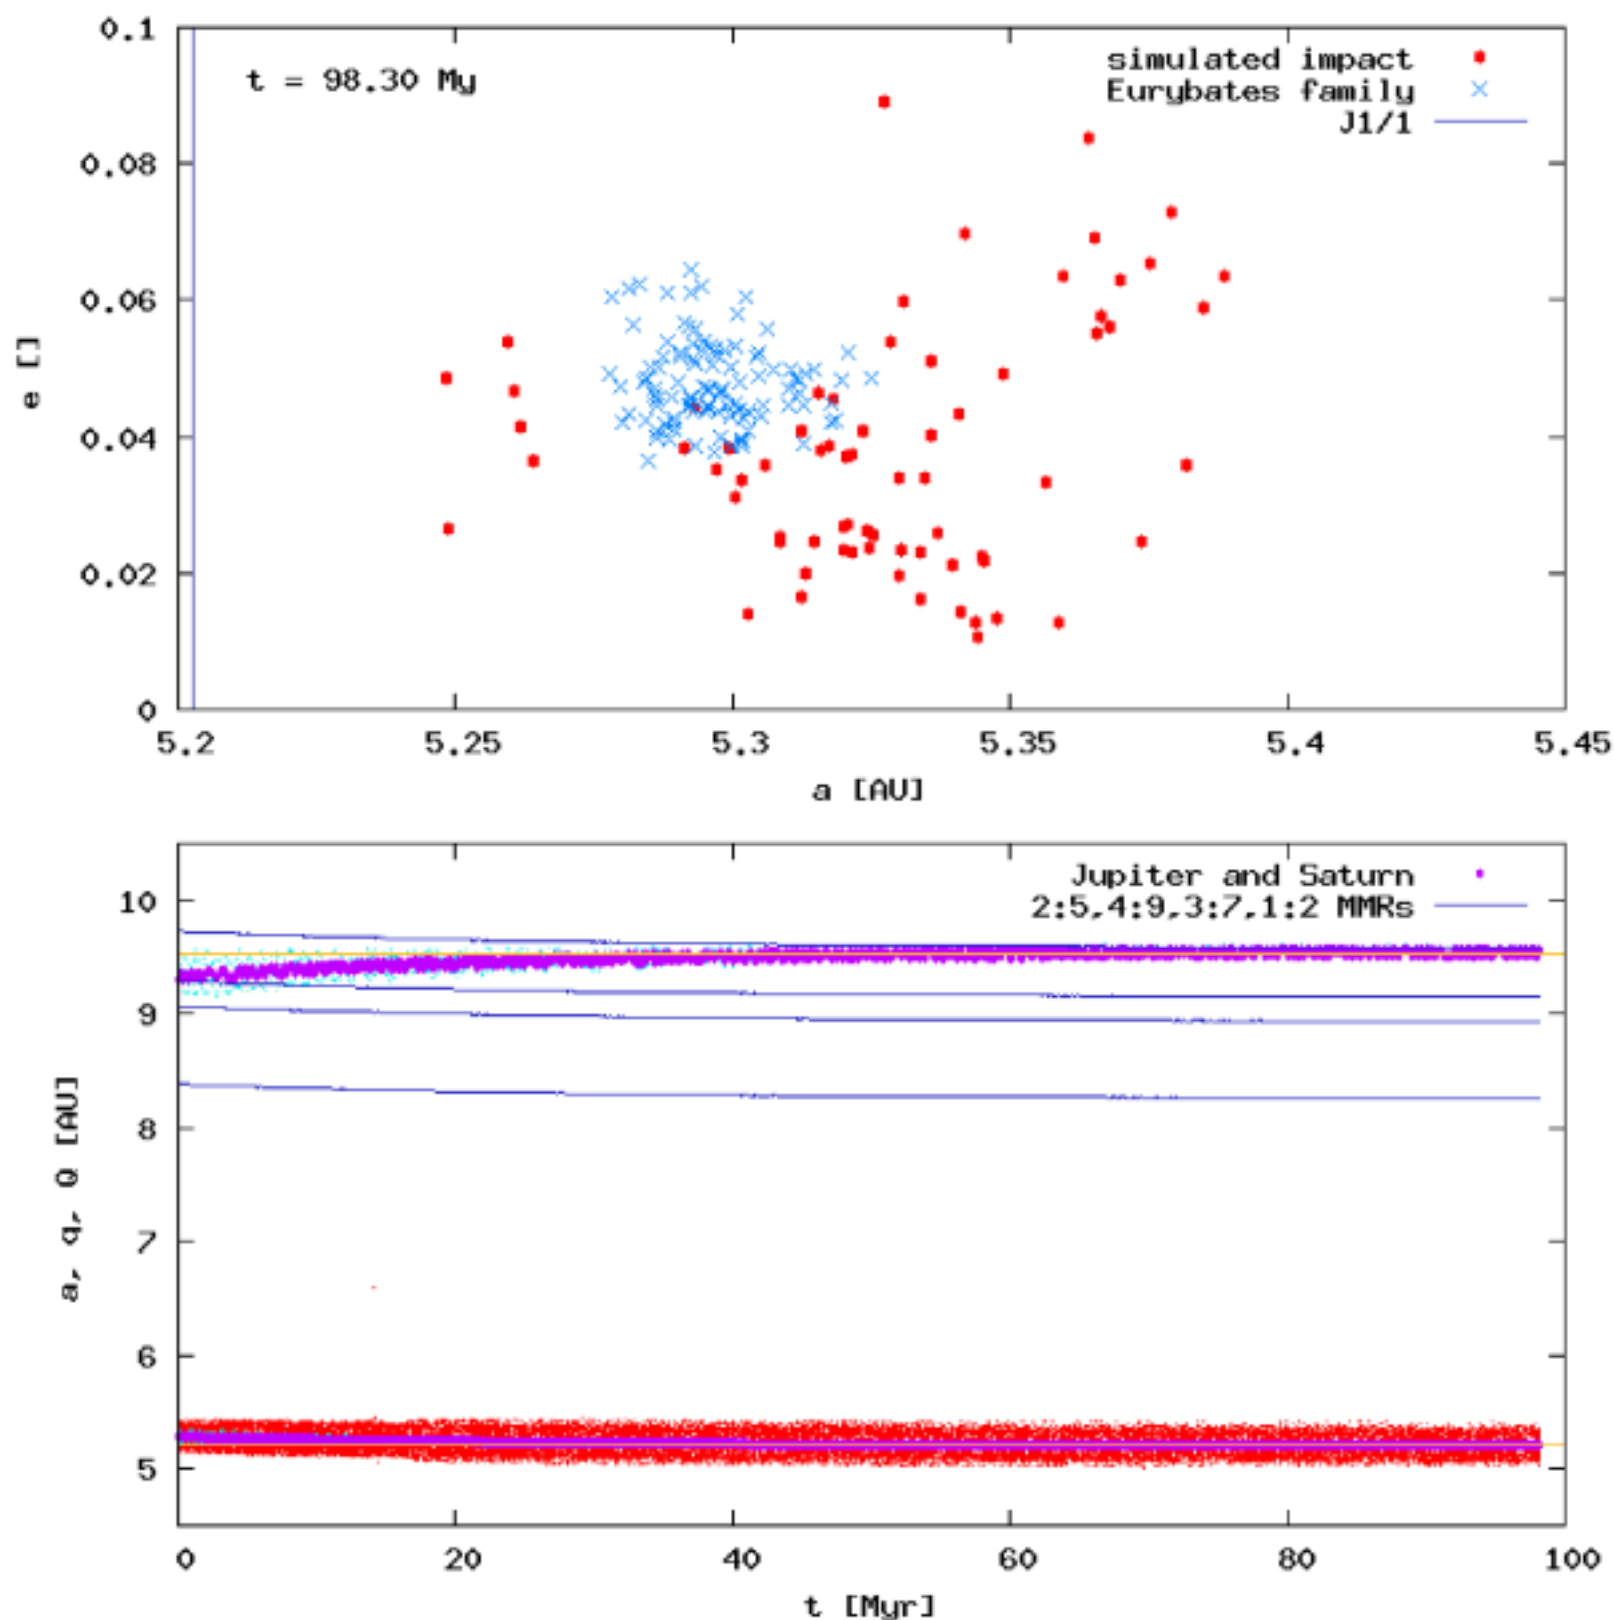 0.1
t = 98.30 My
simulated impact
Eurybates family
J1/1
0.08
0.06
e []
0.04
0.02
0
5.2 5.25 5.3 5.35 5.4 5.45
a [AU]
Jupiter and Saturn
2:5,4:9,3:7,1:2 MMRs
10
9
8
a, q, Q [AU]
7
6
5
0 20 40 60 80 100
t [Myr]